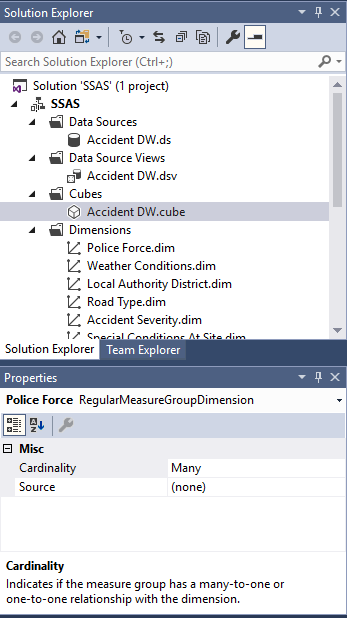 Solution Explorer
Search Solution Explorer (Ctrl+;)
Solution 'SSAS' (1 project)
SSAS
Data Sources
Accident DW.ds
Data Source Views
Accident DW.dsv
Cubes
Accident DW.cube
Dimensions
Police Force.dim
Weather Conditions.dim
Local Authority District.dim
Road Type.dim
Accident Severity.dim
Special Conditions At Site.dim
Solution Explorer Team Explorer
Properties
Police Force RegularMeasureGroupDimension
Misc
Cardinality Many
Source (none)
Cardinality
Indicates if the measure group has a many-to-one or
one-to-one relationship with the dimension.